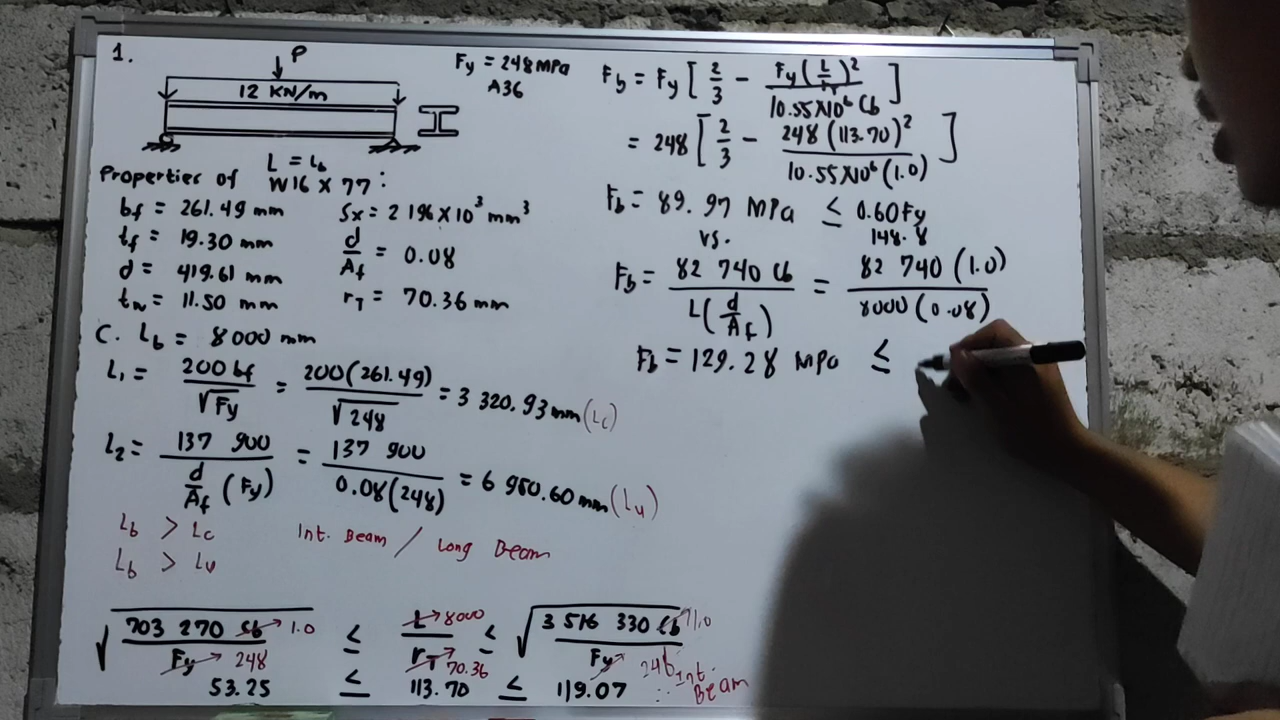 1.
P
12 KN/m
L = Lb
Fy = 248 MPa
A36
Properties of W16 X 77:
bf = 261.49 mm
tf = 19.30 mm
d = 419.61 mm
tw = 11.50 mm
Sx = 2 196 X 10³ mm³
d/Af = 0.08
rT = 70.36 mm
C. Lb = 8000 mm
L1 = 200 bf / √Fy = 200(261.49) / √248 = 3 320.93 mm (Lc)
L2 = 137 900 / d/Af (Fy) = 137 900 / 0.08(248) = 6 950.60 mm (Lu)
Lb > Lc
Int. Beam / Long Beam
Lb > Lu
√(703 270 Cb / Fy) ≤ L / rT ≤ √(3 516 330 Cb / Fy)
1.0
248
8000
70.36
1.0
248
53.25 ≤ 113.70 ≤ 119.07
∴ Int. Beam
Fb = Fy [ 2/3 − Fy (L/rT)² / 10.55X10⁶ Cb ]
= 248 [ 2/3 − 248 (113.70)² / 10.55X10⁶ (1.0) ]
Fb = 89.97 MPa ≤ 0.60Fy
148.8
vs.
Fb = 82 740 Cb / L(d/Af) = 82 740 (1.0) / 8000 (0.08)
Fb = 129.28 MPa ≤